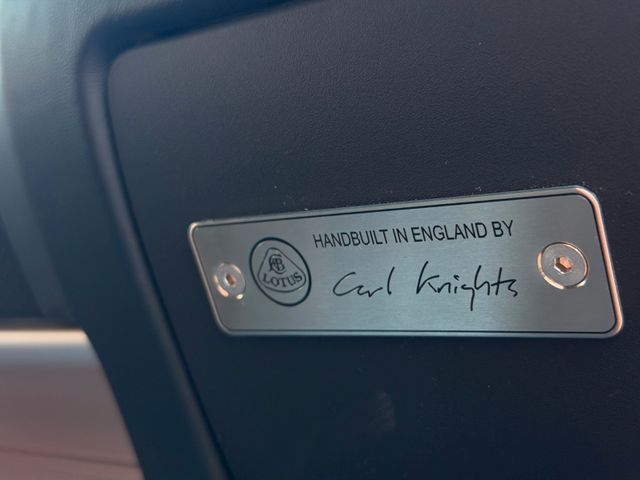 HANDBUILT IN ENGLAND BY
LOTUS
Carl Knights